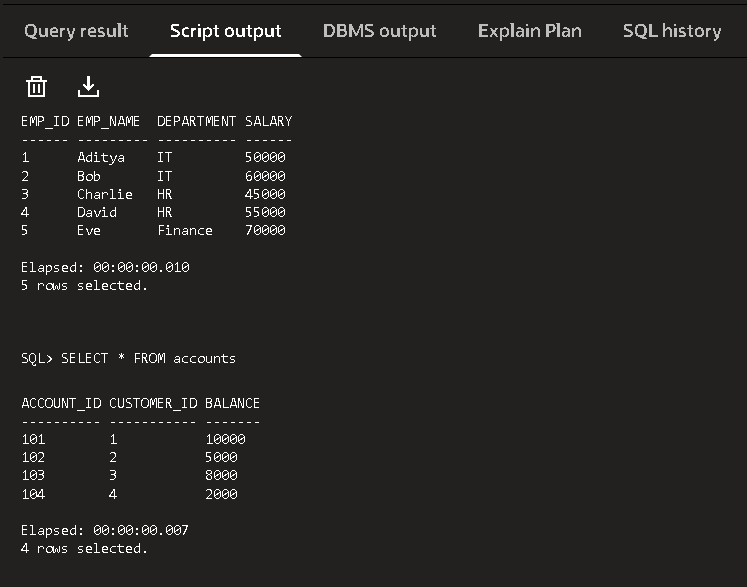 Query result Script output DBMS output Explain Plan SQL history
EMP_ID EMP_NAME  DEPARTMENT SALARY
------ --------- ---------- ------
1      Aditya    IT         50000
2      Bob       IT         60000
3      Charlie   HR         45000
4      David     HR         55000
5      Eve       Finance    70000
Elapsed: 00:00:00.010
5 rows selected.
SQL> SELECT * FROM accounts
ACCOUNT_ID CUSTOMER_ID BALANCE
---------- ----------- -------
101        1           10000
102        2           5000
103        3           8000
104        4           2000
Elapsed: 00:00:00.007
4 rows selected.